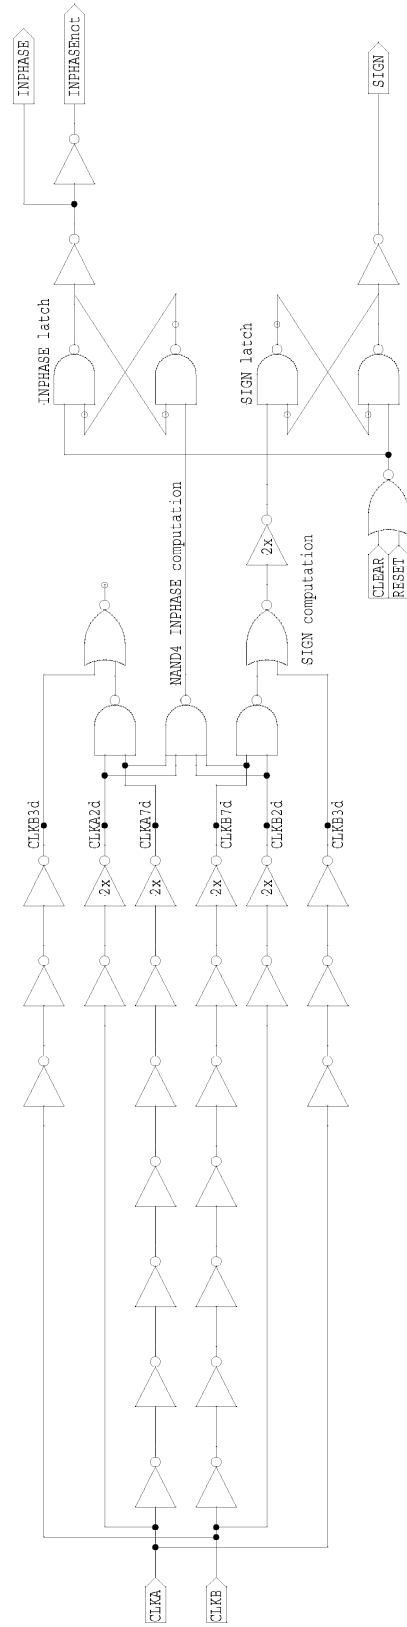 INPHASE
INPHASEnot
SIGN
INPHASE latch
SIGN latch
NAND4 INPHASE computation
2X
SIGN computation
CLEAR
RESET
CLKB3d
CLKA2d
CLKA7d
CLKB7d
CLKB2d
CLKB3d
2X
2X
2X
2X
CLKA
CLKB